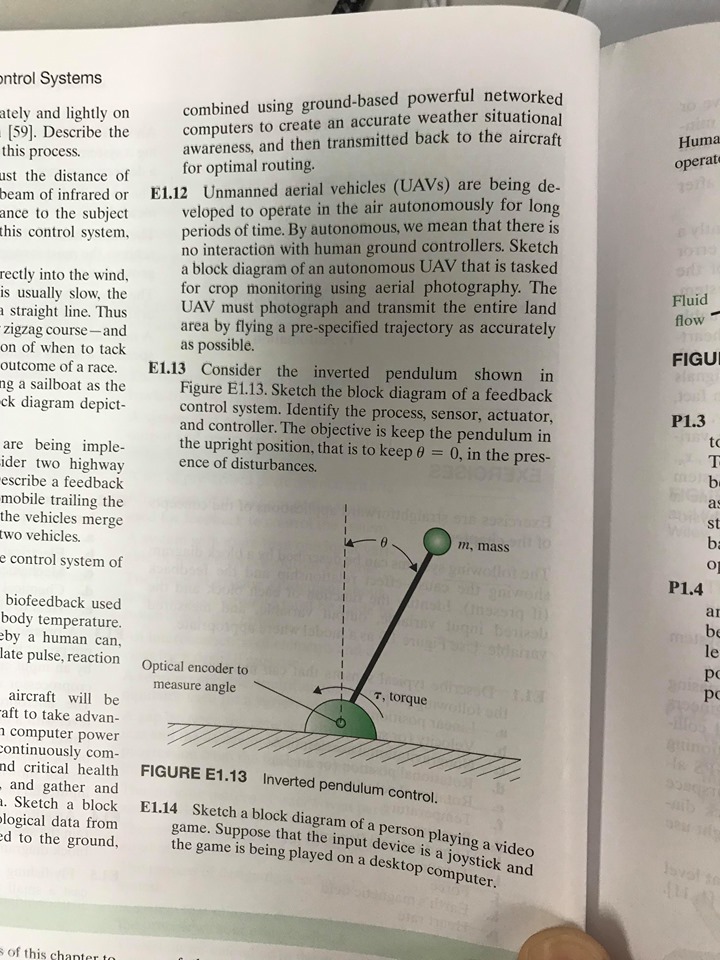 ontrol Systems
ately and lightly on
[59]. Describe the
this process.
ust the distance of
beam of infrared or
ance to the subject
this control system,
rectly into the wind,
is usually slow, the
a straight line. Thus
zigzag course—and
on of when to tack
outcome of a race.
ng a sailboat as the
ck diagram depict-
are being imple-
sider two highway
escribe a feedback
mobile trailing the
the vehicles merge
two vehicles.
e control system of
biofeedback used
body temperature.
eby a human can,
late pulse, reaction
aircraft will be
raft to take advan-
n computer power
continuously com-
nd critical health
, and gather and
a. Sketch a block
ological data from
ed to the ground,
s of this chapter to
combined using ground-based powerful networked
computers to create an accurate weather situational
awareness, and then transmitted back to the aircraft
for optimal routing.
E1.12 Unmanned aerial vehicles (UAVs) are being de-
veloped to operate in the air autonomously for long
periods of time. By autonomous, we mean that there is
no interaction with human ground controllers. Sketch
a block diagram of an autonomous UAV that is tasked
for crop monitoring using aerial photography. The
UAV must photograph and transmit the entire land
area by flying a pre-specified trajectory as accurately
as possible.
E1.13 Consider the inverted pendulum shown in
Figure E1.13. Sketch the block diagram of a feedback
control system. Identify the process, sensor, actuator,
and controller. The objective is keep the pendulum in
the upright position, that is to keep θ = 0, in the pres-
ence of disturbances.
θ
m, mass
Optical encoder to
measure angle
τ, torque
FIGURE E1.13 Inverted pendulum control.
E1.14 Sketch a block diagram of a person playing a video
game. Suppose that the input device is a joystick and
the game is being played on a desktop computer.
Huma
operat
Fluid
flow
FIGU
P1.3
to
T
b
as
st
ba
op
P1.4
ar
be
le
po
po